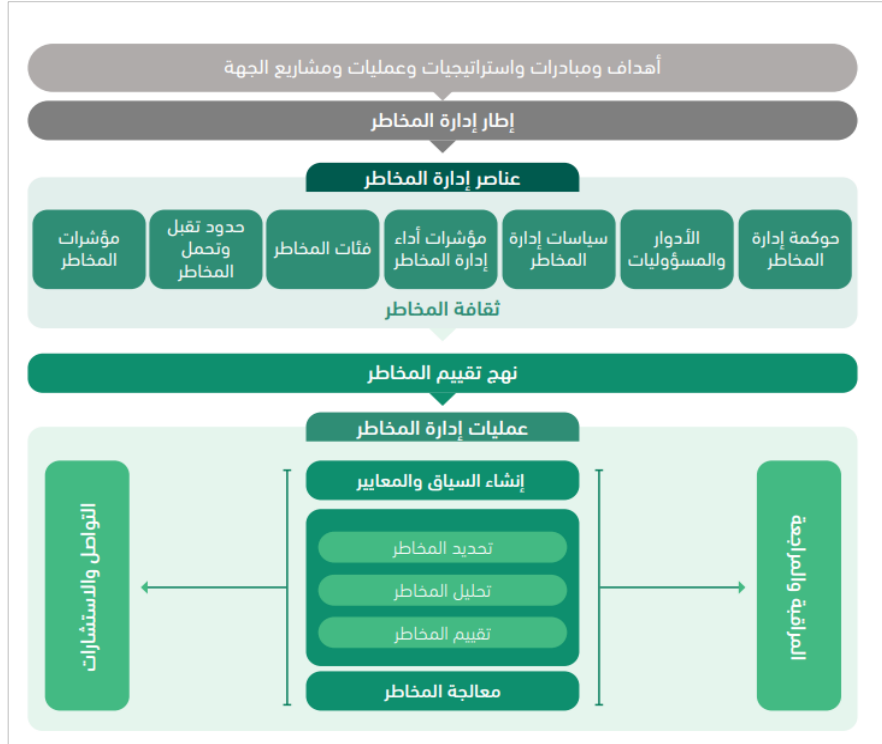 أهداف ومبادرات واستراتيجيات وعمليات ومشاريع الجهة
إطار إدارة المخاطر
عناصر إدارة المخاطر
حوكمة إدارة
المخاطر
الأدوار
والمسؤوليات
سياسات إدارة
المخاطر
مؤشرات أداء
إدارة المخاطر
فئات المخاطر
حدود تقبل
وتحمل
المخاطر
مؤشرات
المخاطر
ثقافة المخاطر
نهج تقييم المخاطر
عمليات إدارة المخاطر
المراقبة والمراجعة
إنشاء السياق والمعايير
تحديد المخاطر
تحليل المخاطر
تقييم المخاطر
معالجة المخاطر
التواصل والاستشارات